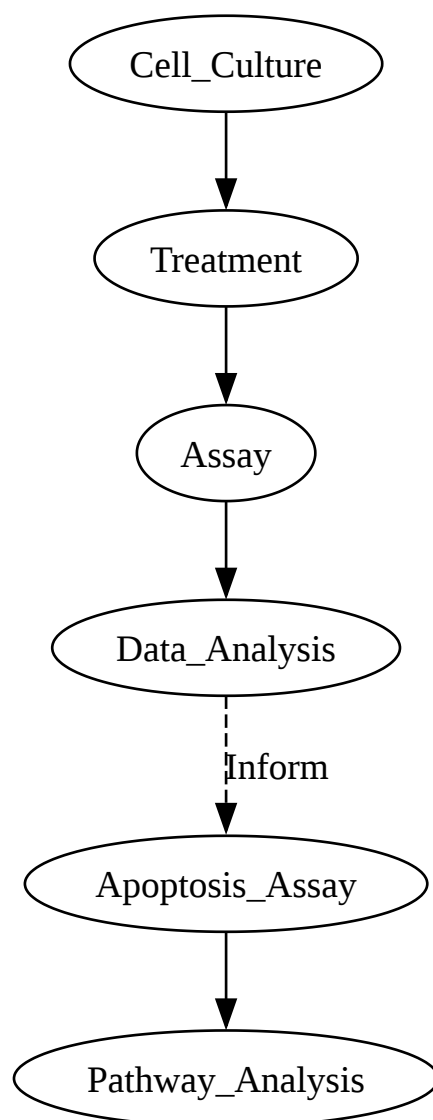 Cell_Culture
Treatment
Assay
Data_Analysis
Inform
Apoptosis_Assay
Pathway_Analysis